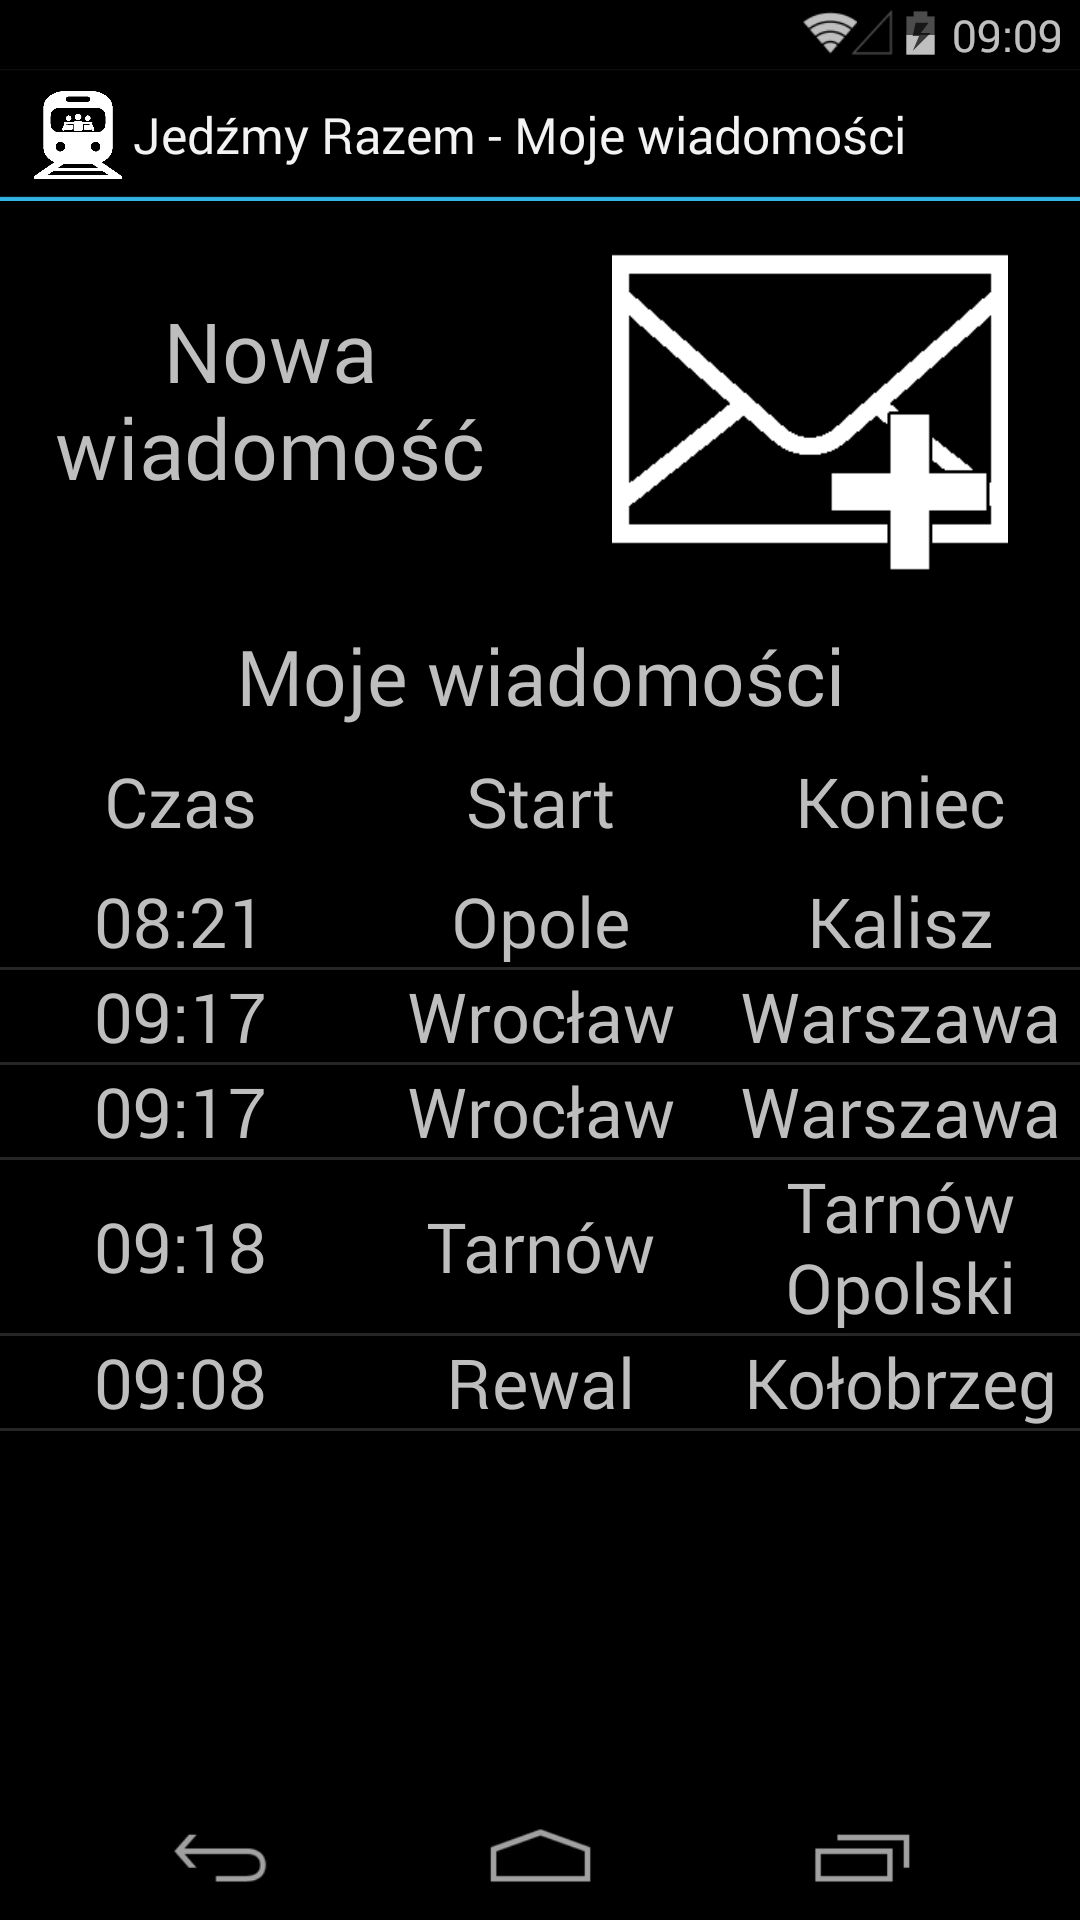 09:09
Jedźmy Razem - Moje wiadomości
Nowa
wiadomość
Moje wiadomości
Czas Start Koniec
08:21 Opole Kalisz
09:17 Wrocław Warszawa
09:17 Wrocław Warszawa
09:18 Tarnów Tarnów
Opolski
09:08 Rewal Kołobrzeg